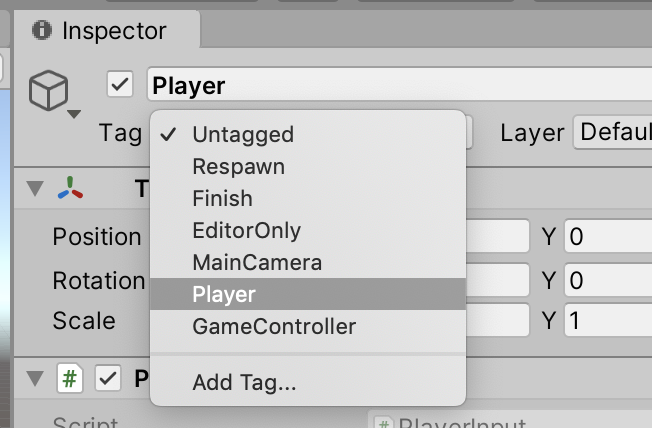 Inspector
Player
Tag
Untagged
Layer Defaul
Respawn
Finish
EditorOnly
MainCamera
Player
GameController
Add Tag...
T
Position Y 0
Rotation Y 0
Scale Y 1
# P
Script # PlayerInput